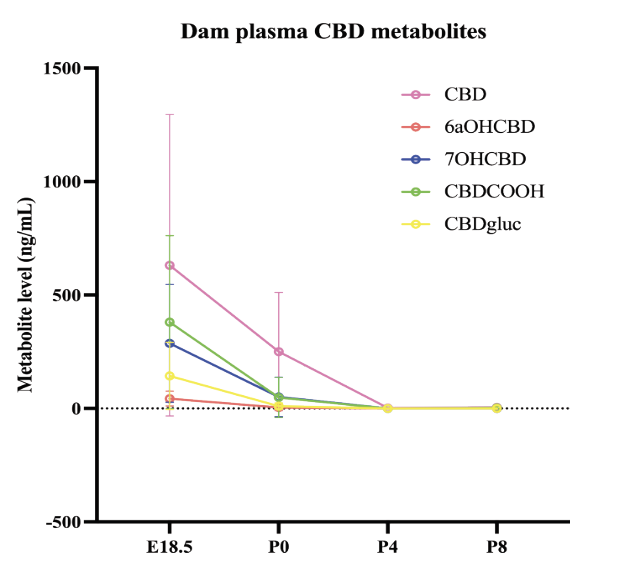 Dam plasma CBD metabolites
Metabolite level (ng/mL)
1500
1000
500
0
-500
E18.5 P0 P4 P8
CBD
6aOHCBD
7OHCBD
CBDCOOH
CBDgluc